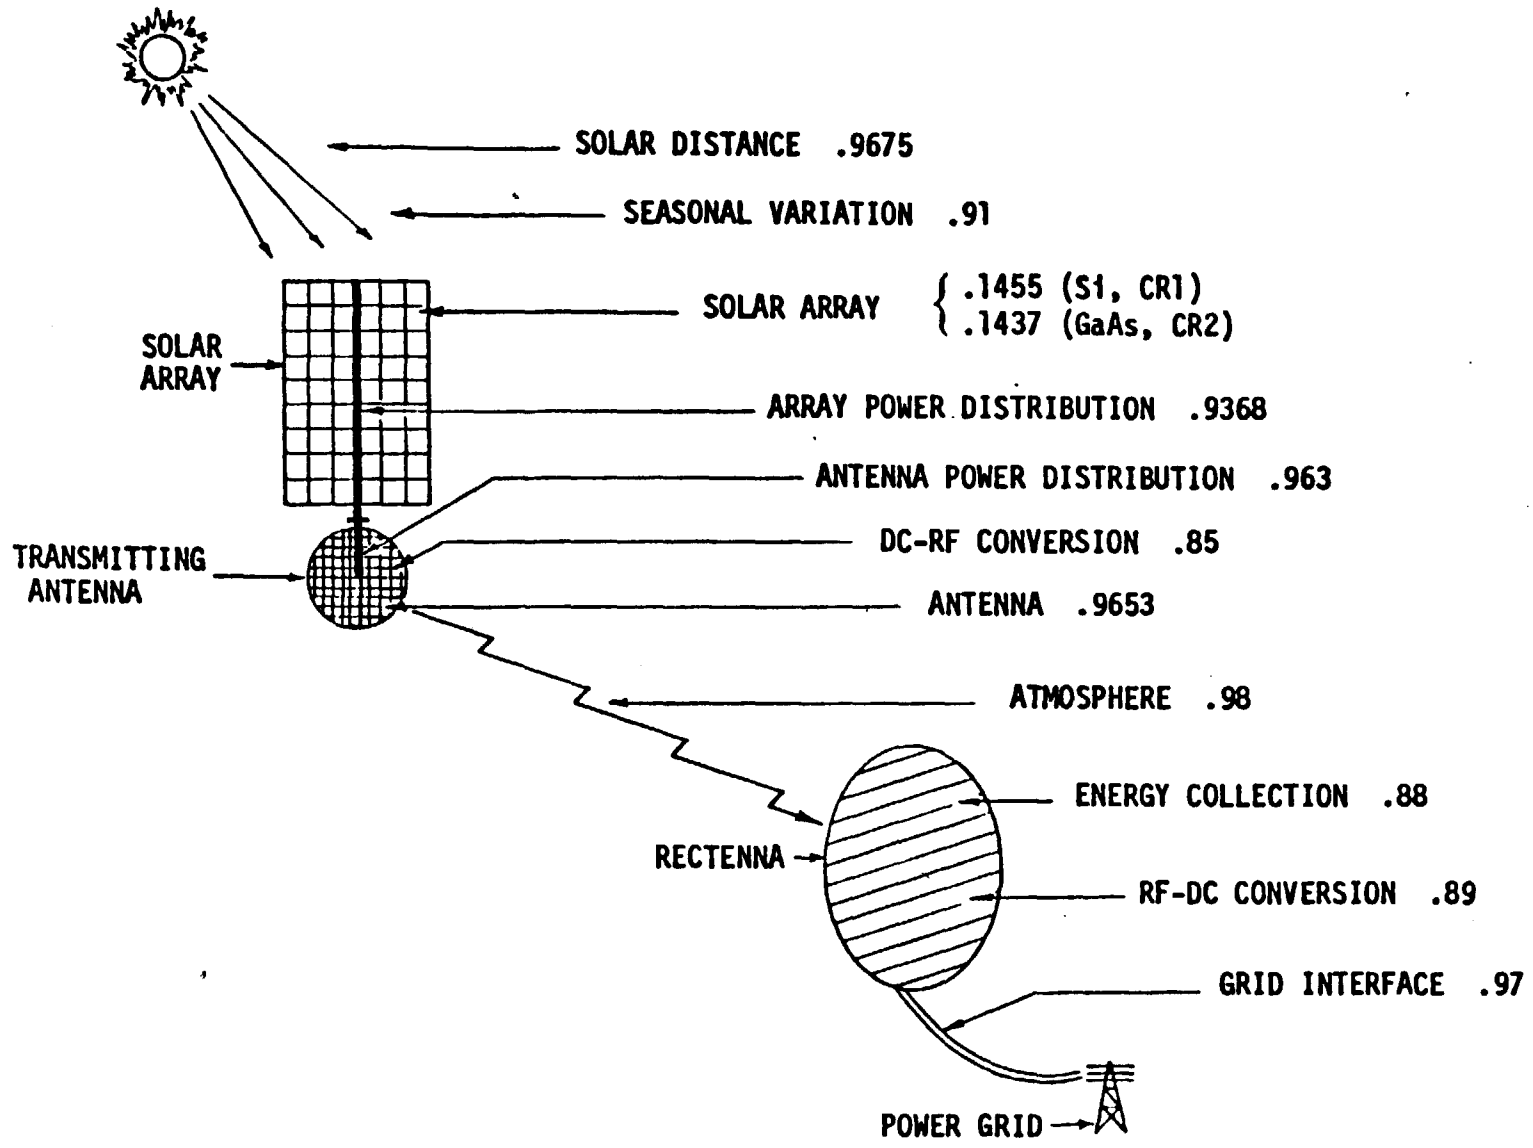 SOLAR DISTANCE .9675
SEASONAL VARIATION .91
SOLAR ARRAY { .1455 (Si, CR1)
.1437 (GaAs, CR2)
SOLAR
ARRAY
ARRAY POWER DISTRIBUTION .9368
ANTENNA POWER DISTRIBUTION .963
DC-RF CONVERSION .85
TRANSMITTING
ANTENNA
ANTENNA .9653
ATMOSPHERE .98
ENERGY COLLECTION .88
RECTENNA
RF-DC CONVERSION .89
GRID INTERFACE .97
POWER GRID